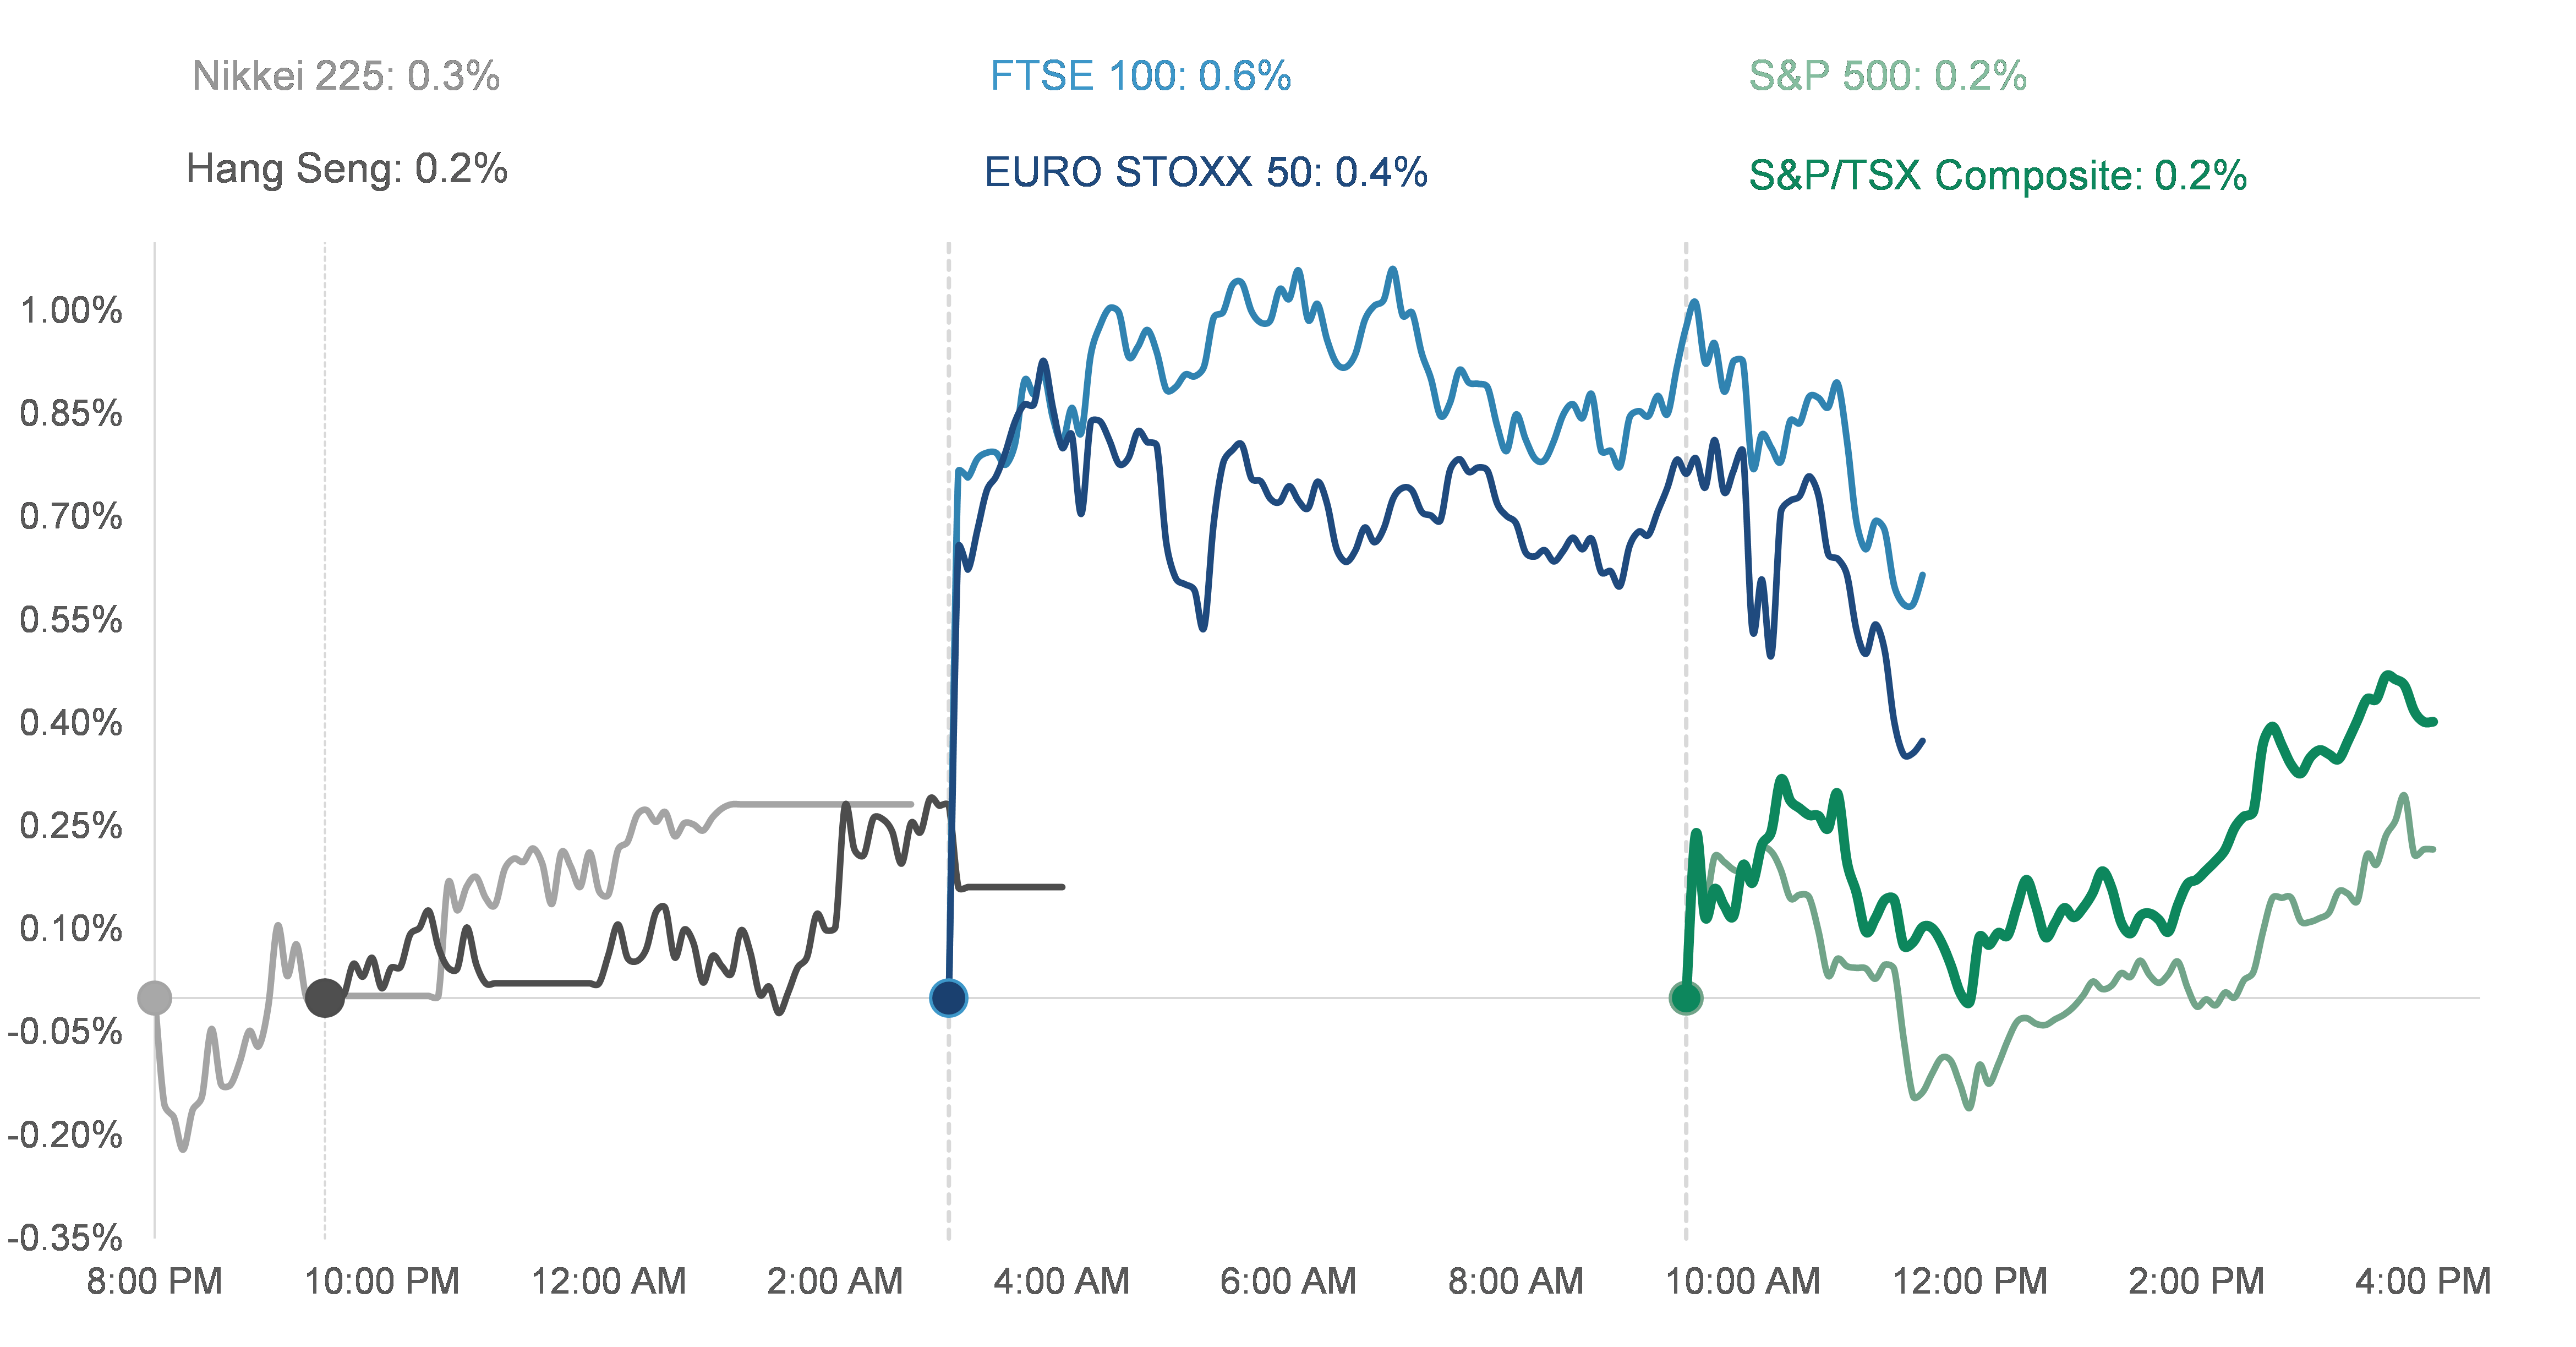 Nikkei 225: 0.3%
FTSE 100: 0.6%
S&P 500: 0.2%
Hang Seng: 0.2%
EURO STOXX 50: 0.4%
S&P/TSX Composite: 0.2%
1.00%
0.85%
0.70%
0.55%
0.40%
0.25%
0.10%
-0.05%
-0.20%
-0.35%
8:00 PM 10:00 PM 12:00 AM 2:00 AM 4:00 AM 6:00 AM 8:00 AM 10:00 AM 12:00 PM 2:00 PM 4:00 PM